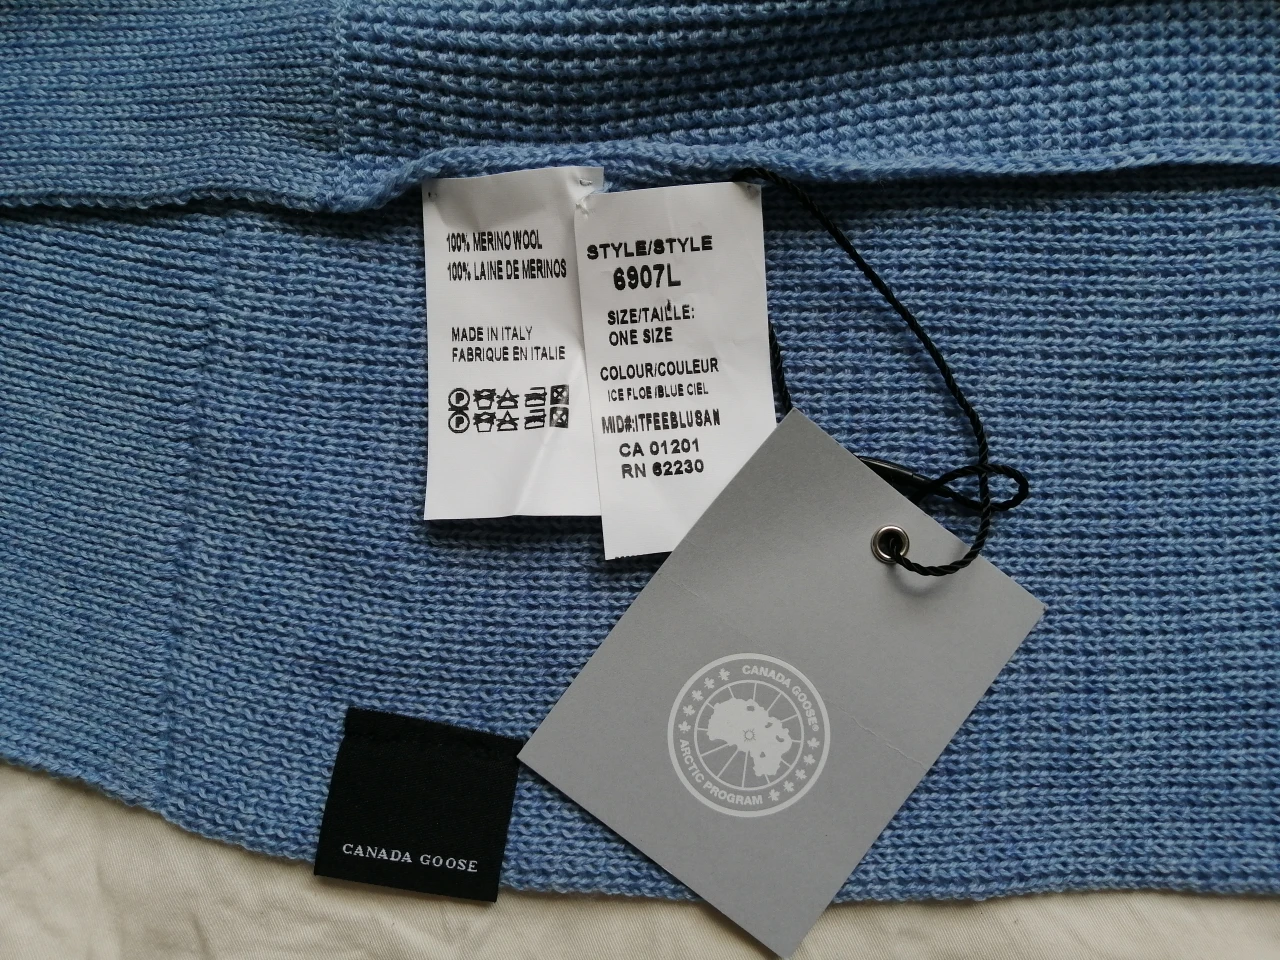 100% MERINO WOOL
100% LAINE DE MERINOS
MADE IN ITALY
FABRIQUE EN ITALIE
P
P
STYLE/STYLE
6907L
SIZE/TAILLE:
ONE SIZE
COLOUR/COULEUR
ICE FLOE /BLUE CIEL
MID#:ITFEEBLUSAN
CA 01201
RN 62230
CANADA GOOSE®
ARCTIC PROGRAM
CANADA GOOSE